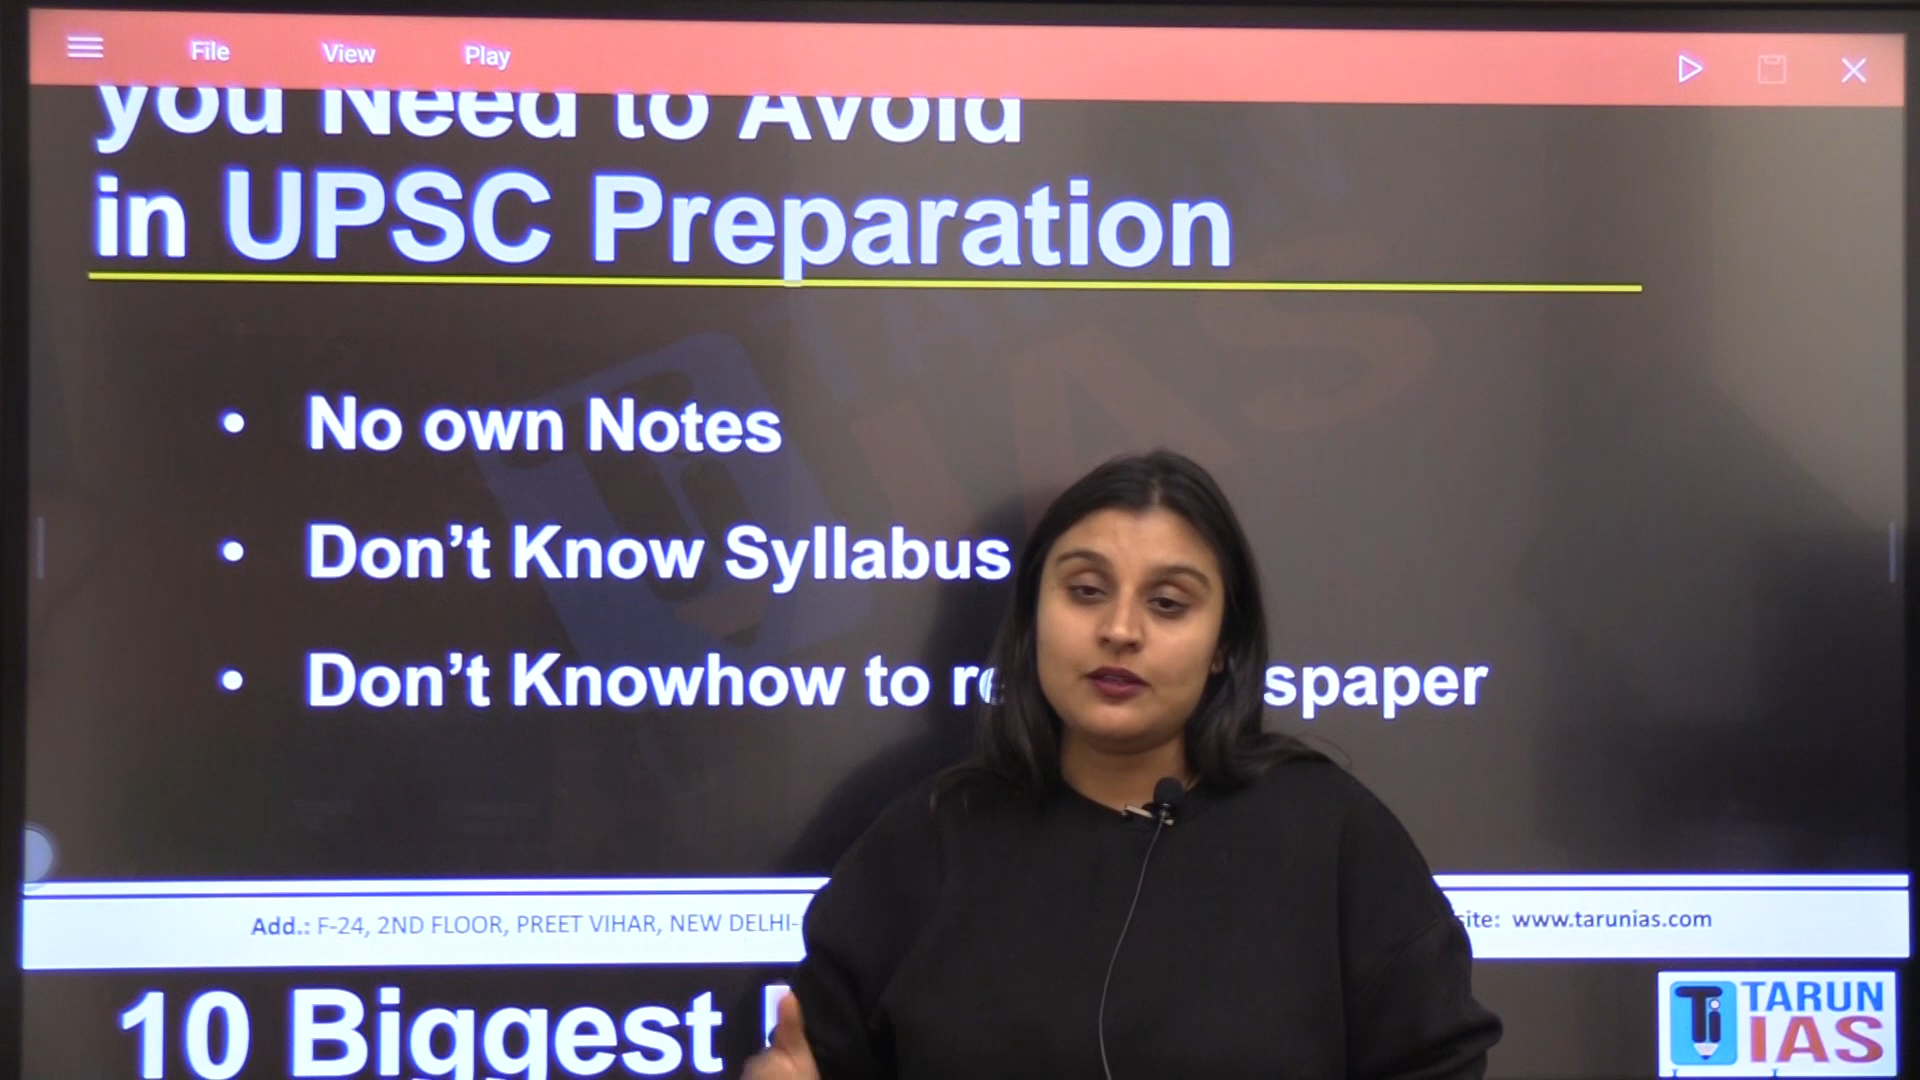 File View Play
you Need to Avoid
in UPSC Preparation
• No own Notes
• Don’t Know Syllabus
• Don’t Knowhow to re spaper
Add.: F-24, 2ND FLOOR, PREET VIHAR, NEW DELHI- site: www.tarunias.com
10 Biggest
TARUN
IAS